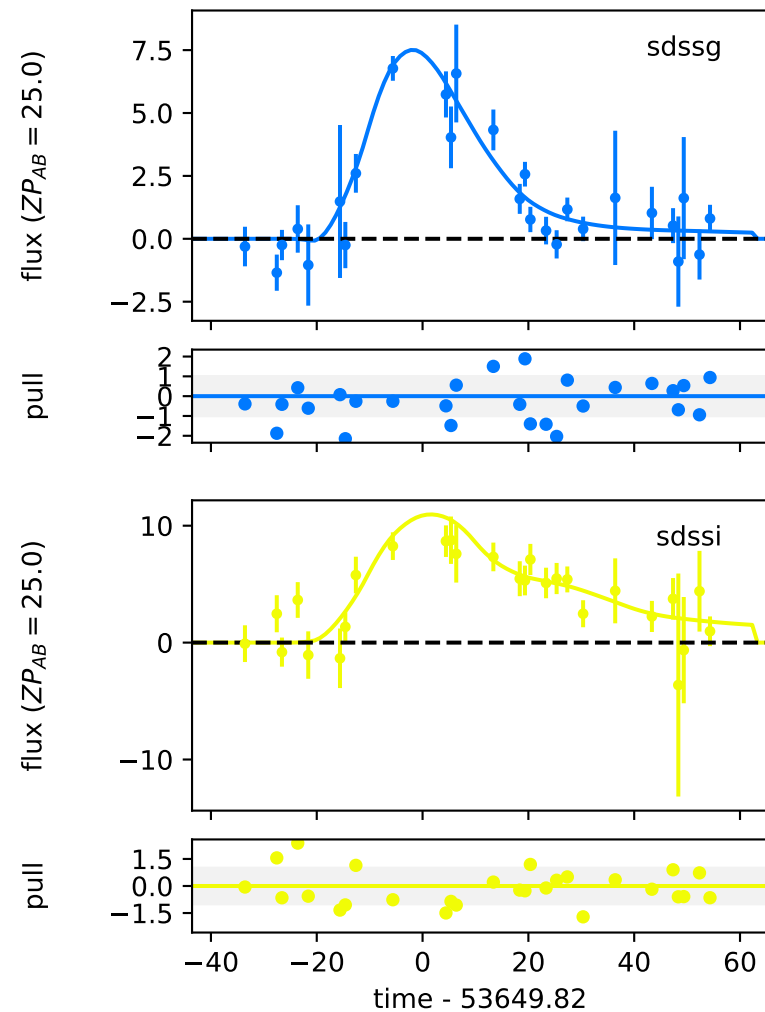 7.5
sdssg
5.0
2.5
0.0
−2.5
flux (ZP_AB = 25.0)
2
1
0
−1
−2
pull
10
sdssi
0
−10
flux (ZP_AB = 25.0)
1.5
0.0
−1.5
pull
−40 −20 0 20 40 60
time - 53649.82